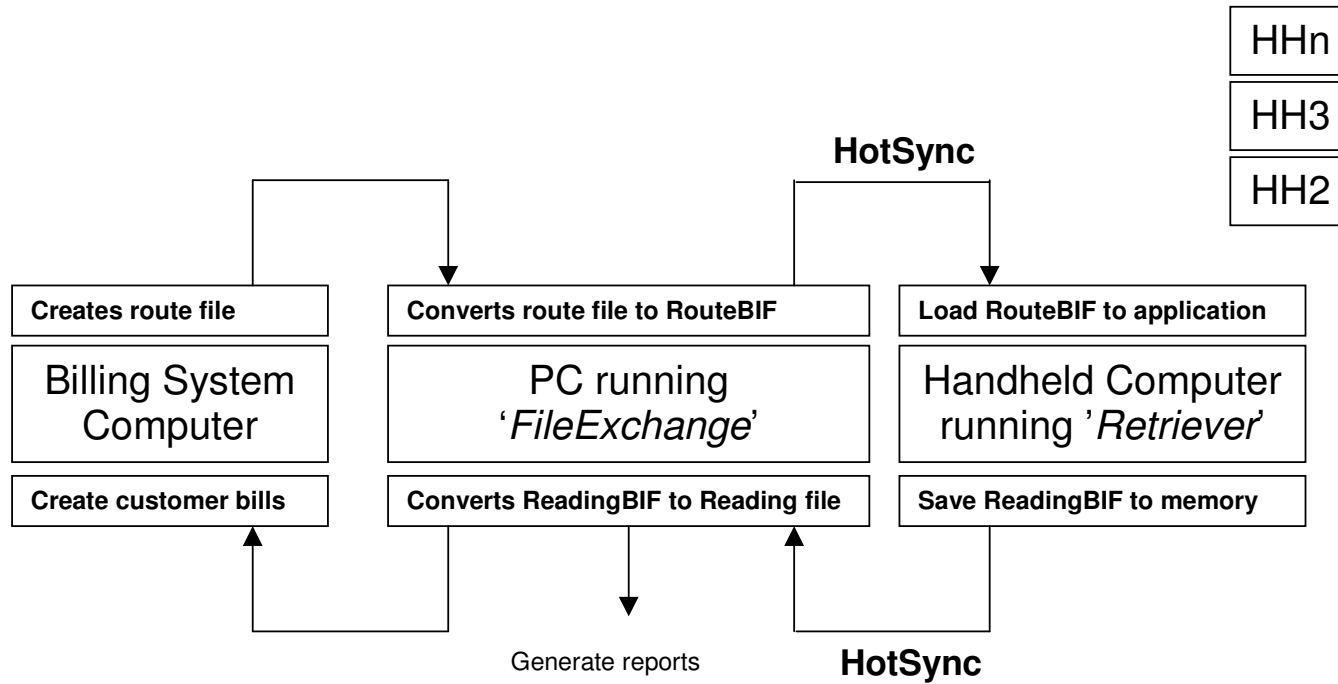 HHn
HH3
HH2
HotSync
Creates route file
Converts route file to RouteBIF
Load RouteBIF to application
Billing System
Computer
PC running
‘FileExchange’
Handheld Computer
running ’Retriever’
Create customer bills
Converts ReadingBIF to Reading file
Save ReadingBIF to memory
Generate reports
HotSync